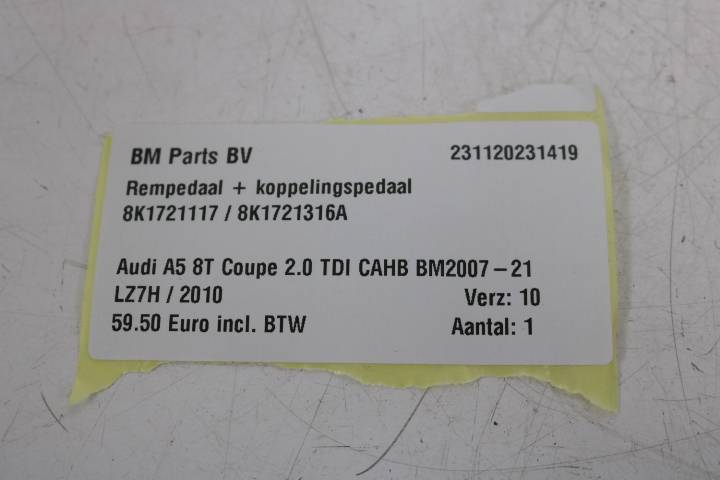 BM Parts BV 231120231419
Rempedaal + koppelingspedaal
8K1721117 / 8K1721316A
Audi A5 8T Coupe 2.0 TDI CAHB BM2007-21
LZ7H / 2010 Verz: 10
59.50 Euro incl. BTW Aantal: 1